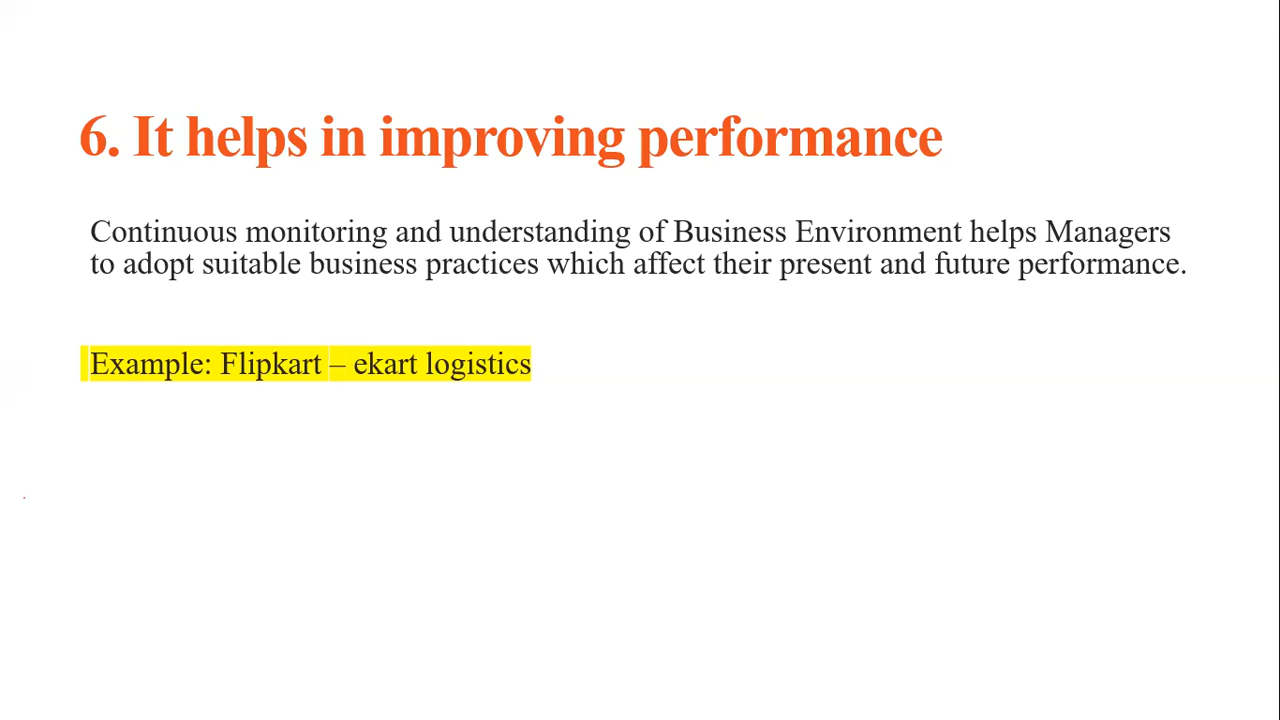 6. It helps in improving performance
Continuous monitoring and understanding of Business Environment helps Managers
to adopt suitable business practices which affect their present and future performance.
Example: Flipkart – ekart logistics